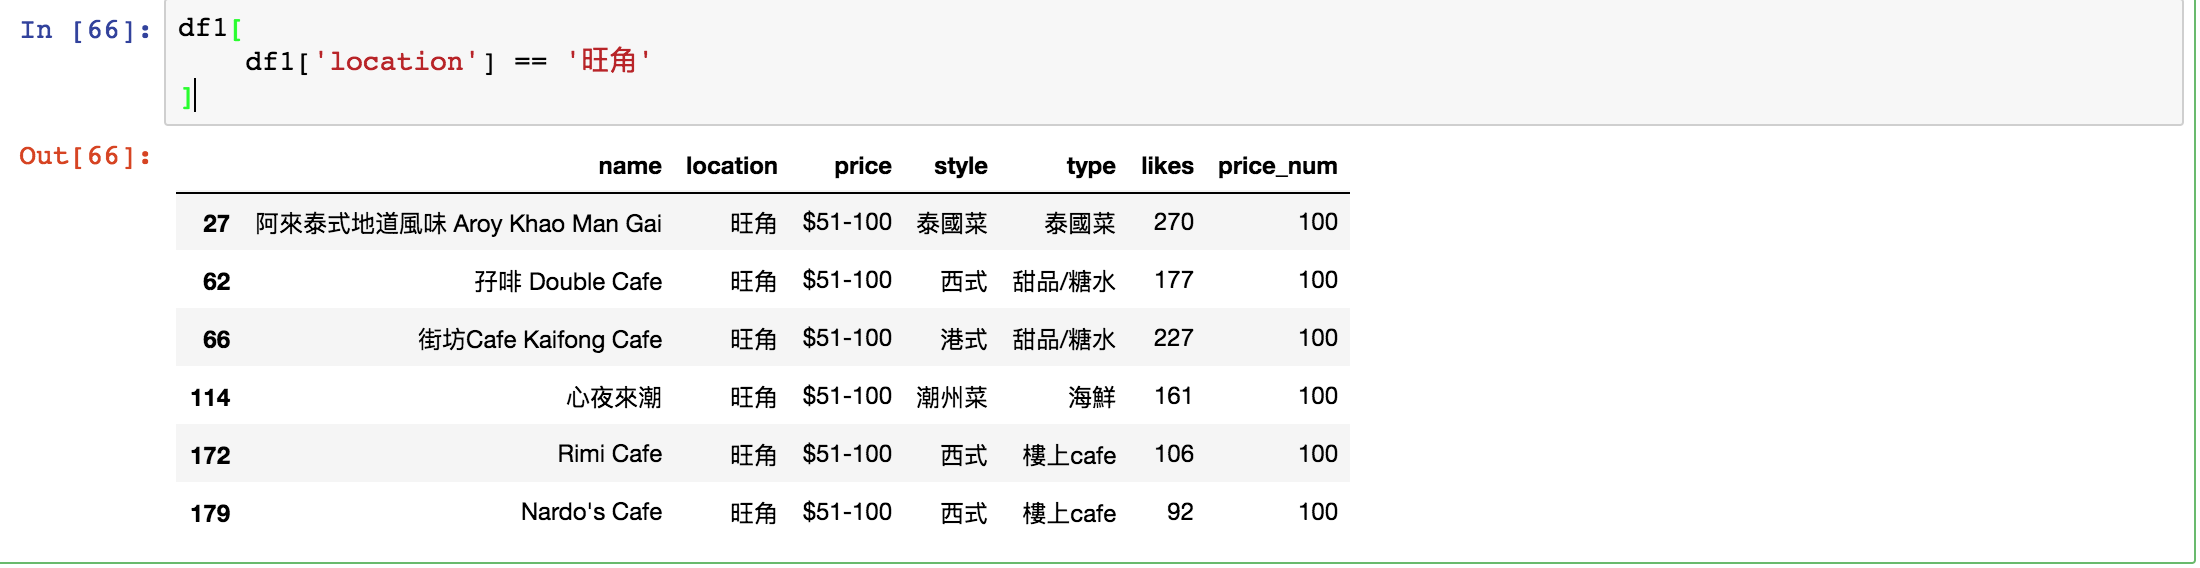 In [66]: df1[
    df1['location'] == '旺角'
]
Out[66]:
name location price style type likes price_num
27 阿來泰式地道風味 Aroy Khao Man Gai 旺角 $51-100 泰國菜 泰國菜 270 100
62 孖啡 Double Cafe 旺角 $51-100 西式 甜品/糖水 177 100
66 街坊Cafe Kaifong Cafe 旺角 $51-100 港式 甜品/糖水 227 100
114 心夜來潮 旺角 $51-100 潮州菜 海鮮 161 100
172 Rimi Cafe 旺角 $51-100 西式 樓上cafe 106 100
179 Nardo's Cafe 旺角 $51-100 西式 樓上cafe 92 100